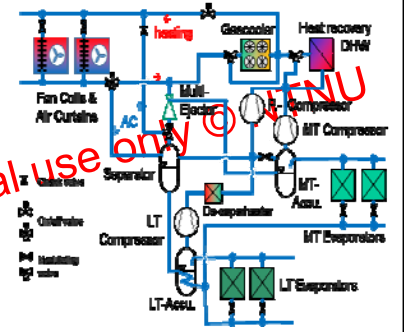 heating
Gascooler
Heat recovery
DHW
Fan Coils &
Air Curtains
Multi-
Ejector
AC
Compressor
MT Compressor
al use only © NTNU
Separator
MT-
Accu.
De-superheater
LT
Compressor
MT Evaporators
LT Evaporators
LT-Accu.
valve